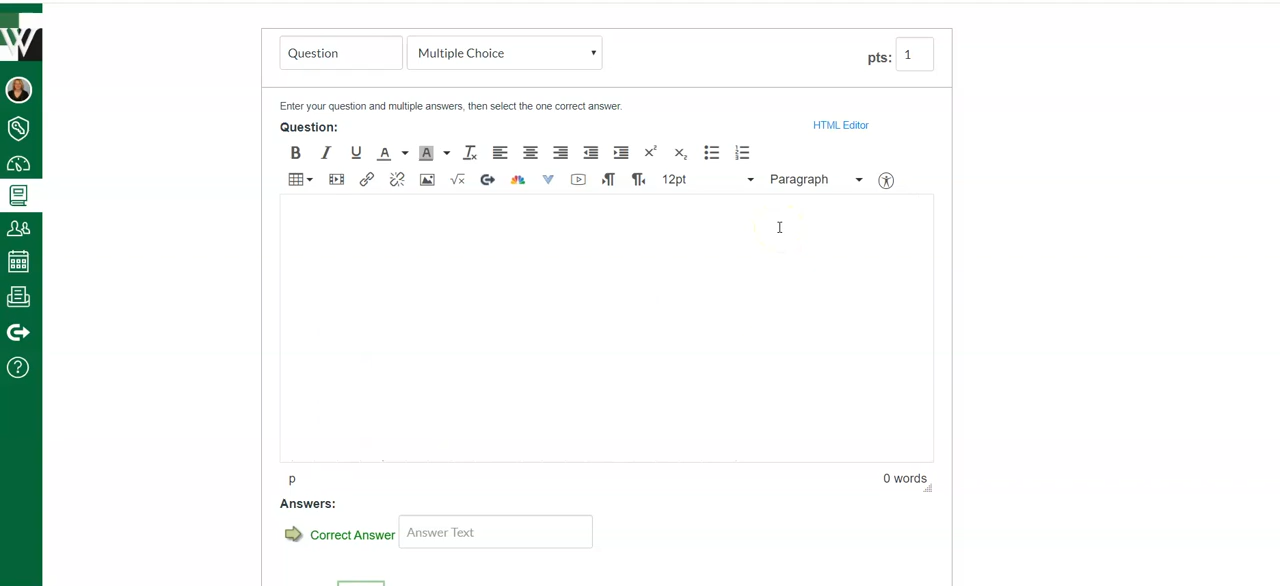 W
Question Multiple Choice pts: 1
Enter your question and multiple answers, then select the one correct answer.
Question: HTML Editor
12pt Paragraph
p 0 words
Answers:
Correct Answer Answer Text